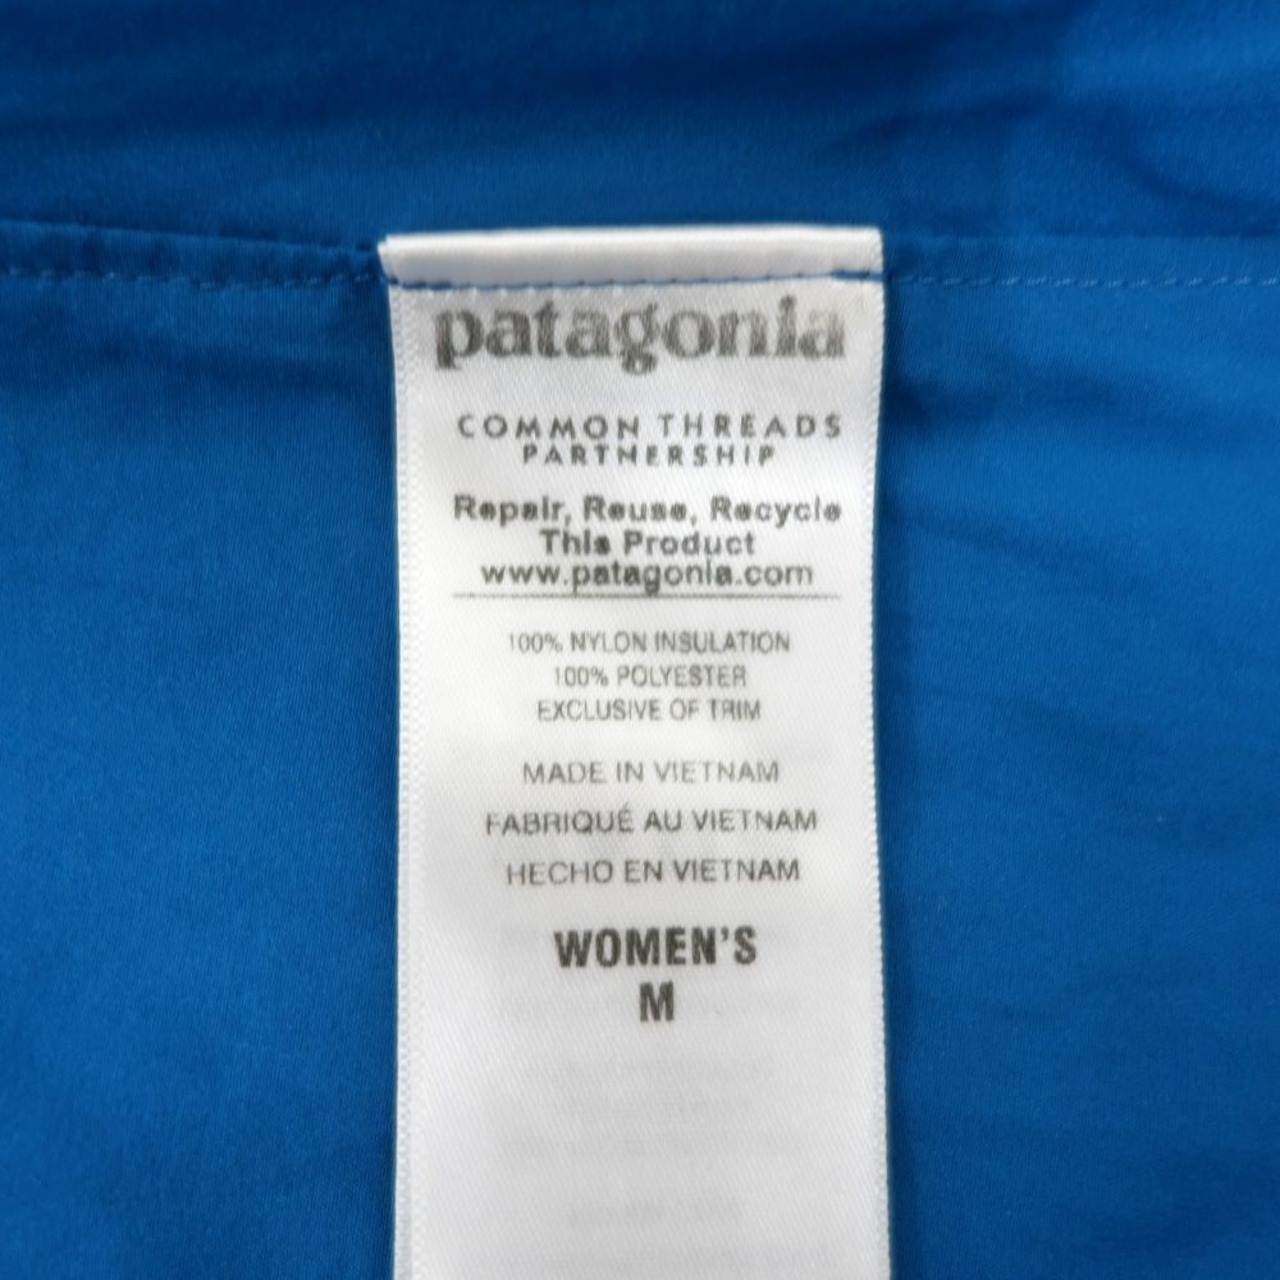 patagonia
COMMON THREADS
PARTNERSHIP
Repair, Reuse, Recycle
This Product
www.patagonia.com
100% NYLON INSULATION
100% POLYESTER
EXCLUSIVE OF TRIM
MADE IN VIETNAM
FABRIQUÉ AU VIETNAM
HECHO EN VIETNAM
WOMEN'S
M